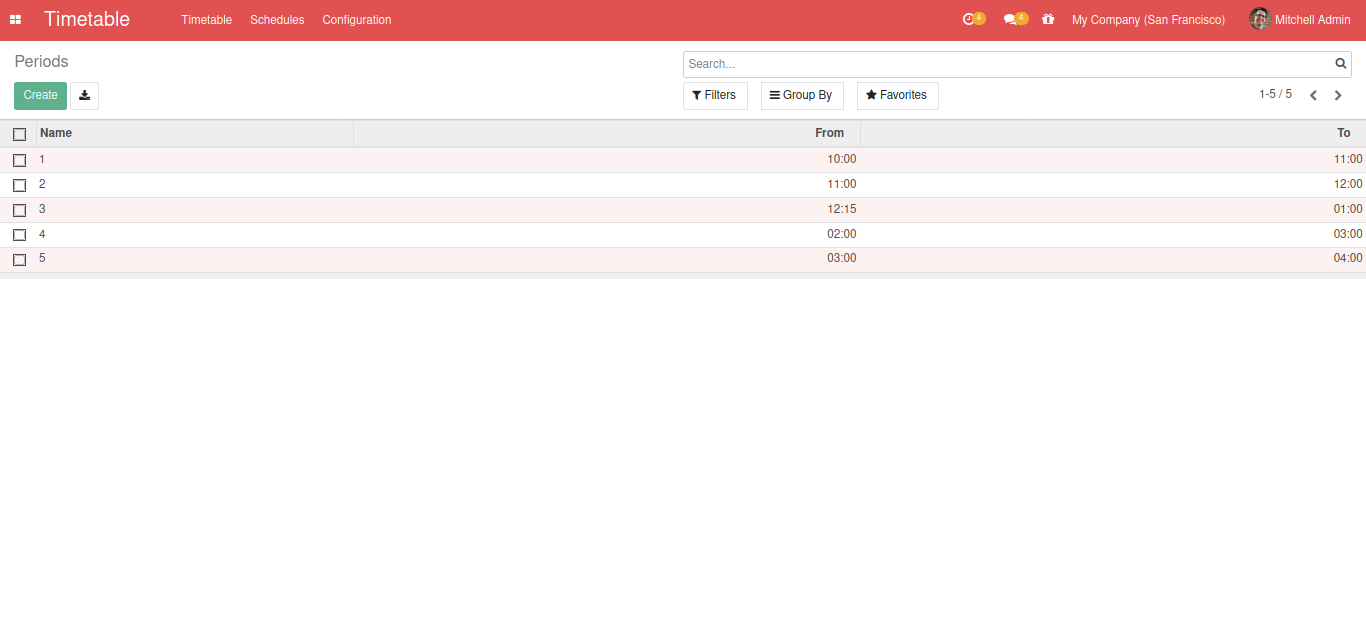 Timetable Timetable Schedules Configuration 4 4 My Company (San Francisco) Mitchell Admin
Periods
Search...
Create Filters Group By Favorites 1-5 / 5
Name From To
1 10:00 11:00
2 11:00 12:00
3 12:15 01:00
4 02:00 03:00
5 03:00 04:00